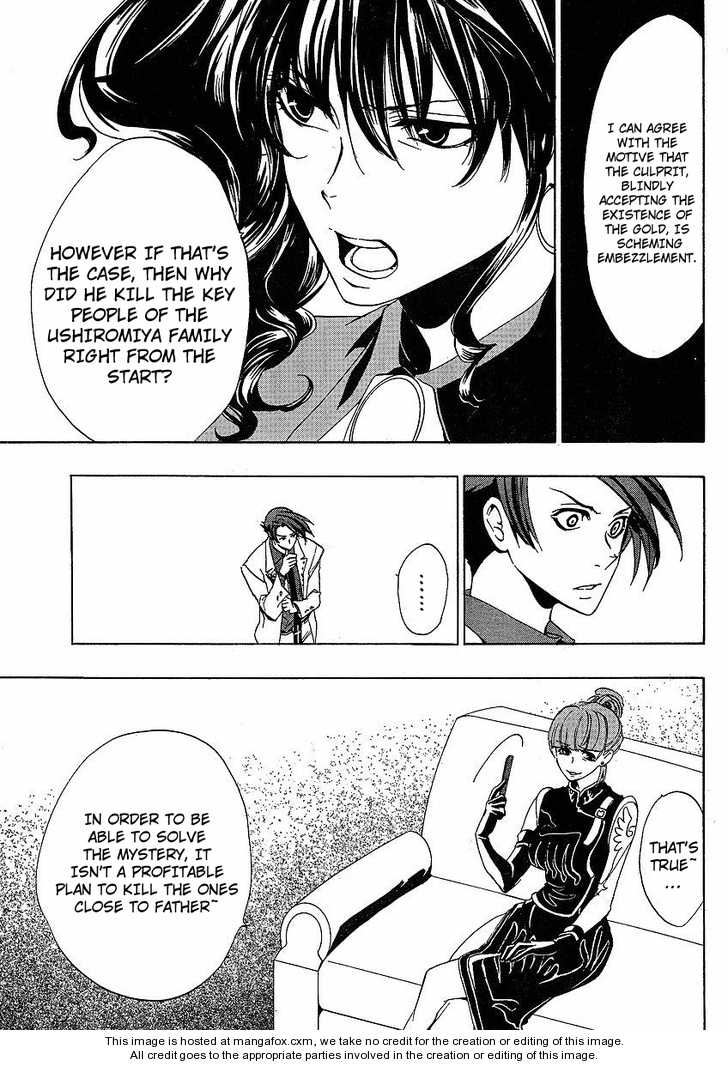 I CAN AGREE
WITH THE
MOTIVE THAT
THE CULPRIT,
BLINDLY
ACCEPTING THE
EXISTENCE OF
THE GOLD, IS
SCHEMING
EMBEZZLEMENT.
HOWEVER IF THAT'S
THE CASE, THEN WHY
DID HE KILL THE KEY
PEOPLE OF THE
USHIROMIYA FAMILY
RIGHT FROM THE
START?
......
THAT'S
TRUE~
...
IN ORDER TO BE
ABLE TO SOLVE
THE MYSTERY, IT
ISN'T A PROFITABLE
PLAN TO KILL THE ONES
CLOSE TO FATHER~
This image is hosted at mangafox.cxm, we take no credit for the creation or editing of this image.
All credit goes to the appropriate parties involved in the creation or editing of this image.